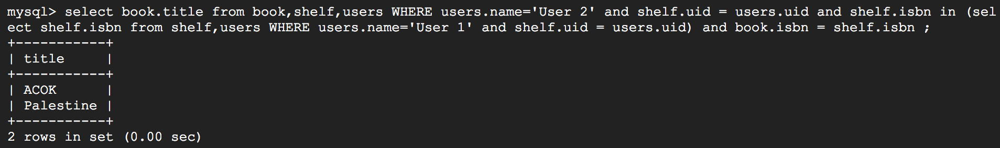 mysql> select book.title from book,shelf,users WHERE users.name='User 2' and shelf.uid = users.uid and shelf.isbn in (sel
ect shelf.isbn from shelf,users WHERE users.name='User 1' and shelf.uid = users.uid) and book.isbn = shelf.isbn ;
+-----------+
| title     |
+-----------+
| ACOK      |
| Palestine |
+-----------+
2 rows in set (0.00 sec)